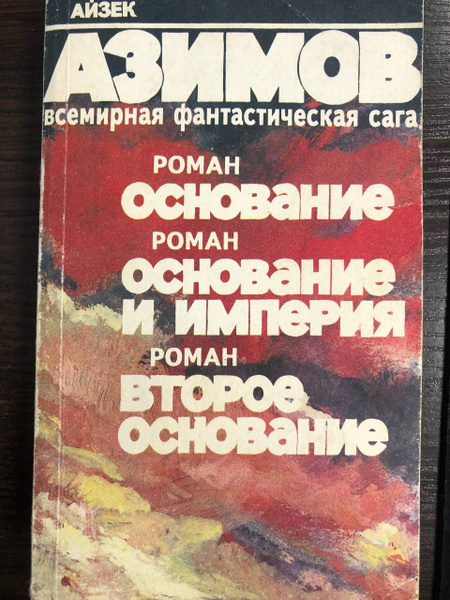 АЙЗЕК
АЗИМОВ
всемирная фантастическая сага
РОМАН
ОСНОВАНИЕ
РОМАН
ОСНОВАНИЕ
И ИМПЕРИЯ
РОМАН
ВТОРОЕ
ОСНОВАНИЕ